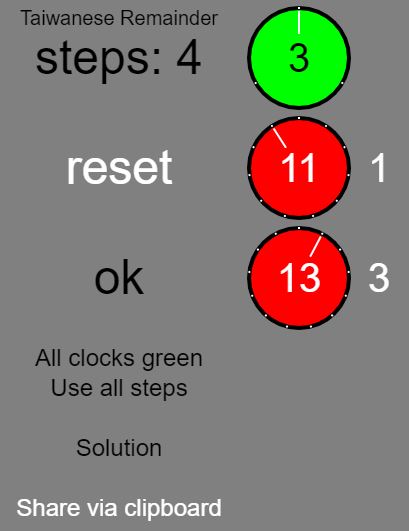 Taiwanese Remainder
steps: 4
3
reset
11
1
ok
13
3
All clocks green
Use all steps
Solution
Share via clipboard